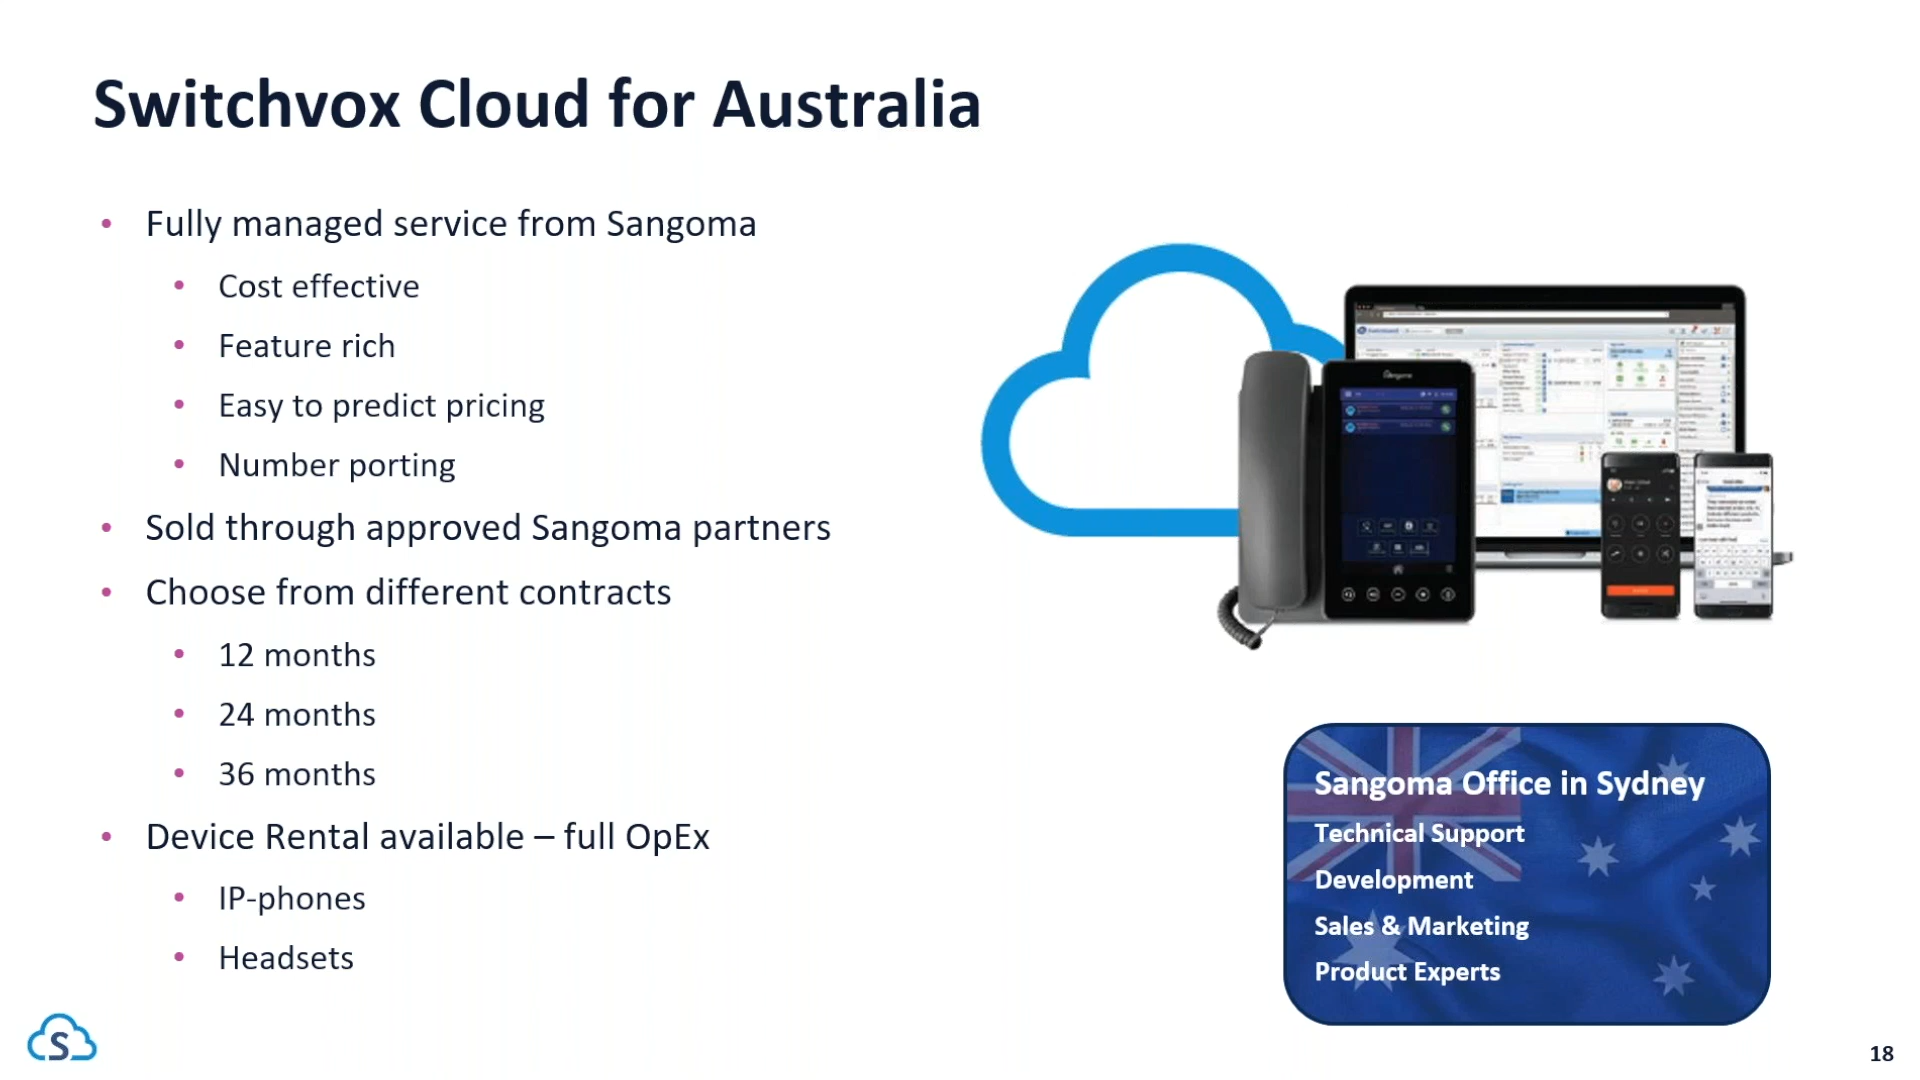 Switchvox Cloud for Australia
• Fully managed service from Sangoma
• Cost effective
• Feature rich
• Easy to predict pricing
• Number porting
• Sold through approved Sangoma partners
• Choose from different contracts
• 12 months
• 24 months
• 36 months
• Device Rental available – full OpEx
• IP-phones
• Headsets
Sangoma
Sangoma Office in Sydney
Technical Support
Development
Sales & Marketing
Product Experts
S
18